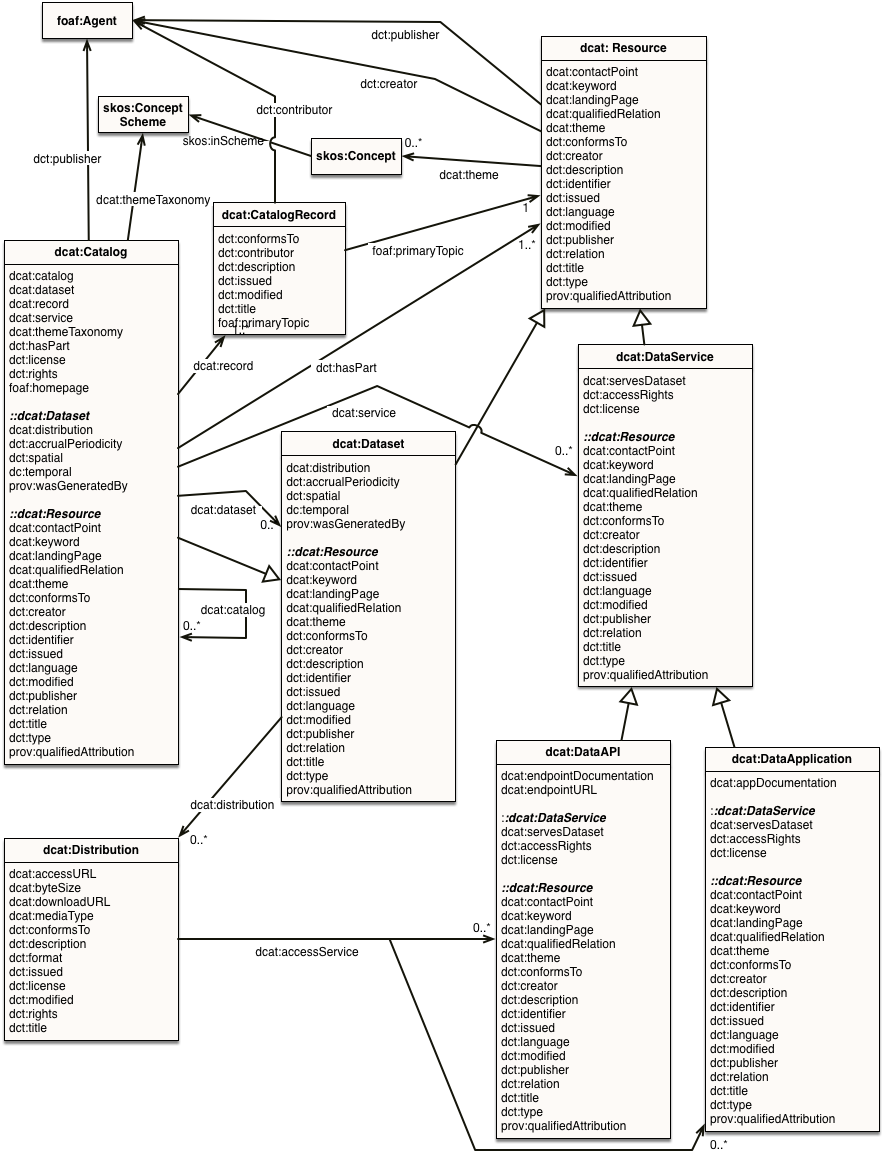 foaf:Agent
dct:publisher
dct:creator
dct:contributor
dct:publisher
skos:Concept
Scheme
skos:inScheme
skos:Concept
0..*
dcat:theme
dcat:themeTaxonomy
dcat: Resource
dcat:contactPoint
dcat:keyword
dcat:landingPage
dcat:qualifiedRelation
dcat:theme
dct:conformsTo
dct:creator
dct:description
dct:identifier
dct:issued
dct:language
dct:modified
dct:publisher
dct:relation
dct:title
dct:type
prov:qualifiedAttribution
dcat:CatalogRecord
dct:conformsTo
dct:contributor
dct:description
dct:issued
dct:modified
dct:title
foaf:primaryTopic
1..*
foaf:primaryTopic
1
1..*
dcat:record
dct:hasPart
dcat:service
0..*
dcat:Catalog
dcat:catalog
dcat:dataset
dcat:record
dcat:service
dcat:themeTaxonomy
dct:hasPart
dct:license
dct:rights
foaf:homepage
::dcat:Dataset
dcat:distribution
dct:accrualPeriodicity
dct:spatial
dc:temporal
prov:wasGeneratedBy
::dcat:Resource
dcat:contactPoint
dcat:keyword
dcat:landingPage
dcat:qualifiedRelation
dcat:theme
dct:conformsTo
dct:creator
dct:description
dct:identifier
dct:issued
dct:language
dct:modified
dct:publisher
dct:relation
dct:title
dct:type
prov:qualifiedAttribution
dcat:dataset
0..
dcat:catalog
0..*
dcat:Dataset
dcat:distribution
dct:accrualPeriodicity
dct:spatial
dc:temporal
prov:wasGeneratedBy
::dcat:Resource
dcat:contactPoint
dcat:keyword
dcat:landingPage
dcat:qualifiedRelation
dcat:theme
dct:conformsTo
dct:creator
dct:description
dct:identifier
dct:issued
dct:language
dct:modified
dct:publisher
dct:relation
dct:title
dct:type
prov:qualifiedAttribution
dcat:DataService
dcat:servesDataset
dct:accessRights
dct:license
::dcat:Resource
dcat:contactPoint
dcat:keyword
dcat:landingPage
dcat:qualifiedRelation
dcat:theme
dct:conformsTo
dct:creator
dct:description
dct:identifier
dct:issued
dct:language
dct:modified
dct:publisher
dct:relation
dct:title
dct:type
prov:qualifiedAttribution
dcat:distribution
0..*
dcat:Distribution
dcat:accessURL
dcat:byteSize
dcat:downloadURL
dcat:mediaType
dct:conformsTo
dct:description
dct:format
dct:issued
dct:license
dct:modified
dct:rights
dct:title
dcat:accessService
0..*
dcat:DataAPI
dcat:endpointDocumentation
dcat:endpointURL
::dcat:DataService
dcat:servesDataset
dct:accessRights
dct:license
::dcat:Resource
dcat:contactPoint
dcat:keyword
dcat:landingPage
dcat:qualifiedRelation
dcat:theme
dct:conformsTo
dct:creator
dct:description
dct:identifier
dct:issued
dct:language
dct:modified
dct:publisher
dct:relation
dct:title
dct:type
prov:qualifiedAttribution
dcat:DataApplication
dcat:appDocumentation
::dcat:DataService
dcat:servesDataset
dct:accessRights
dct:license
::dcat:Resource
dcat:contactPoint
dcat:keyword
dcat:landingPage
dcat:qualifiedRelation
dcat:theme
dct:conformsTo
dct:creator
dct:description
dct:identifier
dct:issued
dct:language
dct:modified
dct:publisher
dct:relation
dct:title
dct:type
prov:qualifiedAttribution
0..*